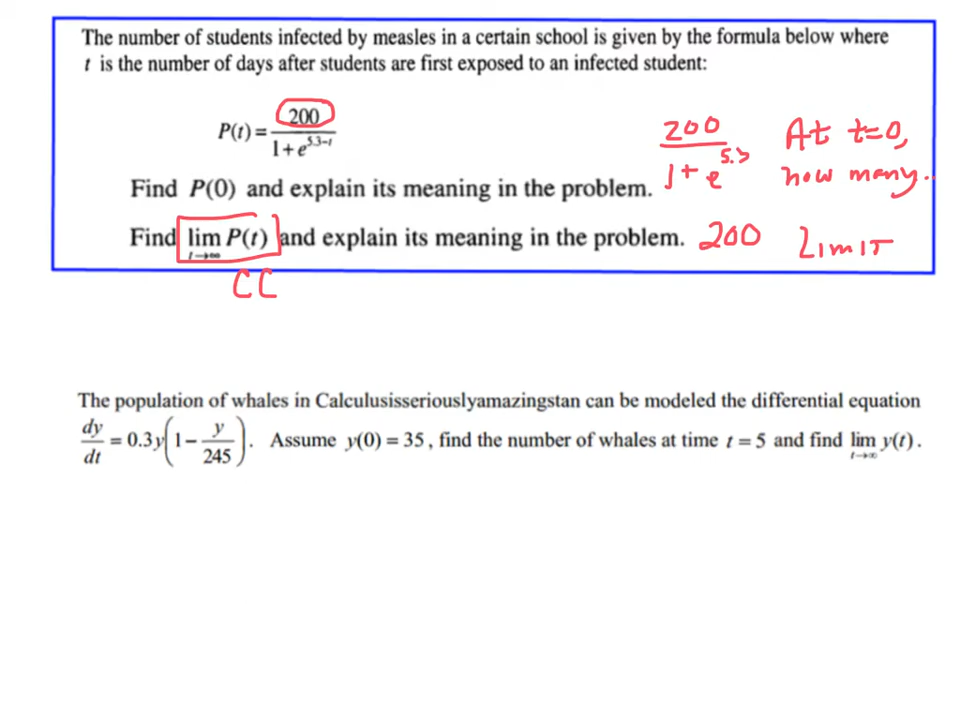 The number of students infected by measles in a certain school is given by the formula below where
t is the number of days after students are first exposed to an infected student:
P(t) = 200 / (1 + e^(5.3−t))
200 / (1 + e^5.3) At t=0,
how many..
Find P(0) and explain its meaning in the problem.
Find lim t→∞ P(t) and explain its meaning in the problem. 200 LIMIT
CC
The population of whales in Calculusisseriouslyamazingstan can be modeled the differential equation
dy/dt = 0.3y(1 − y/245). Assume y(0) = 35, find the number of whales at time t = 5 and find lim t→∞ y(t).